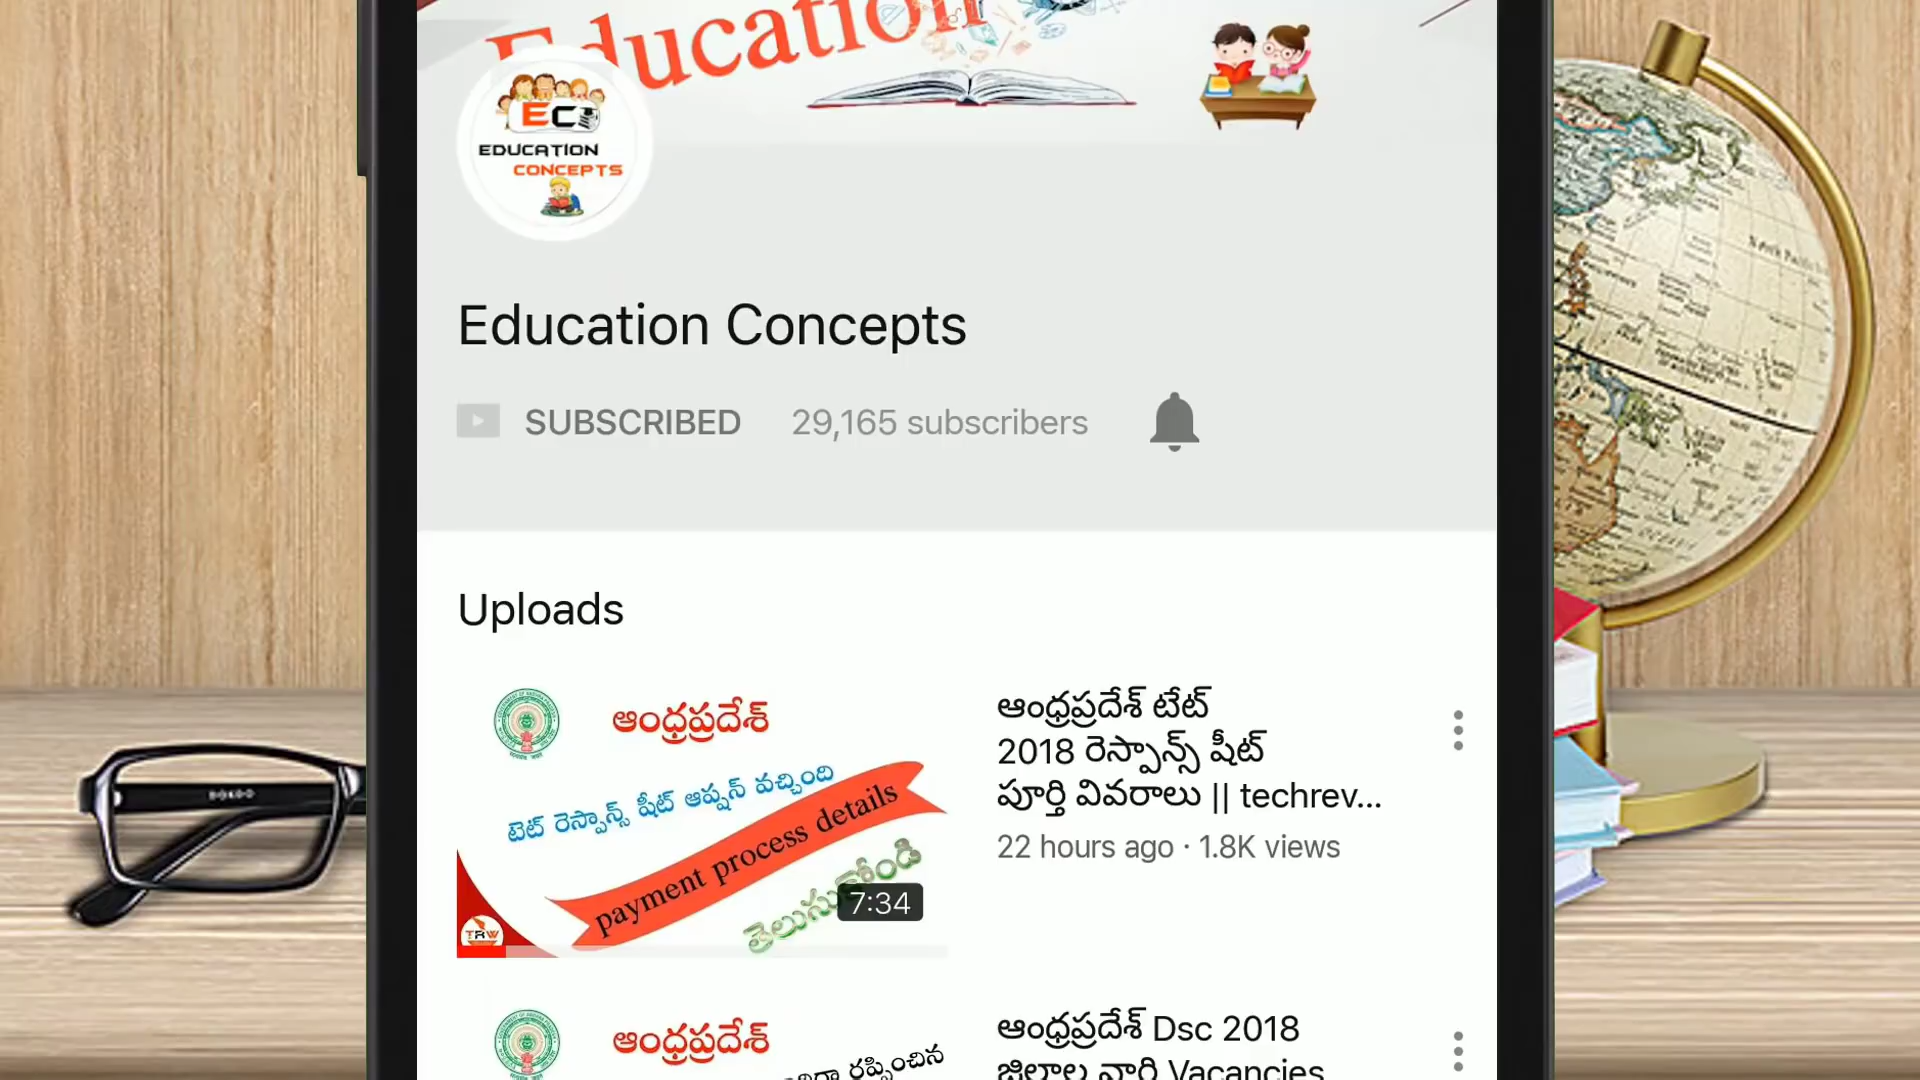 Education
EC
EDUCATION
CONCEPTS
Education Concepts
SUBSCRIBED 29,165 subscribers
Uploads
ఆంధ్రప్రదేశ్
టెట్ రెస్పాన్స్ షీట్ ఆప్షన్ వచ్చింది
payment process details
తెలుసుకోండి
7:34
TRW
ఆంధ్రప్రదేశ్ టేట్
2018 రెస్పాన్స్ షీట్
పూర్తి వివరాలు || techrev...
22 hours ago · 1.8K views
ఆంధ్రప్రదేశ్
ఆంధ్రప్రదేశ్ Dsc 2018
జిల్లాల వారి Vacancies